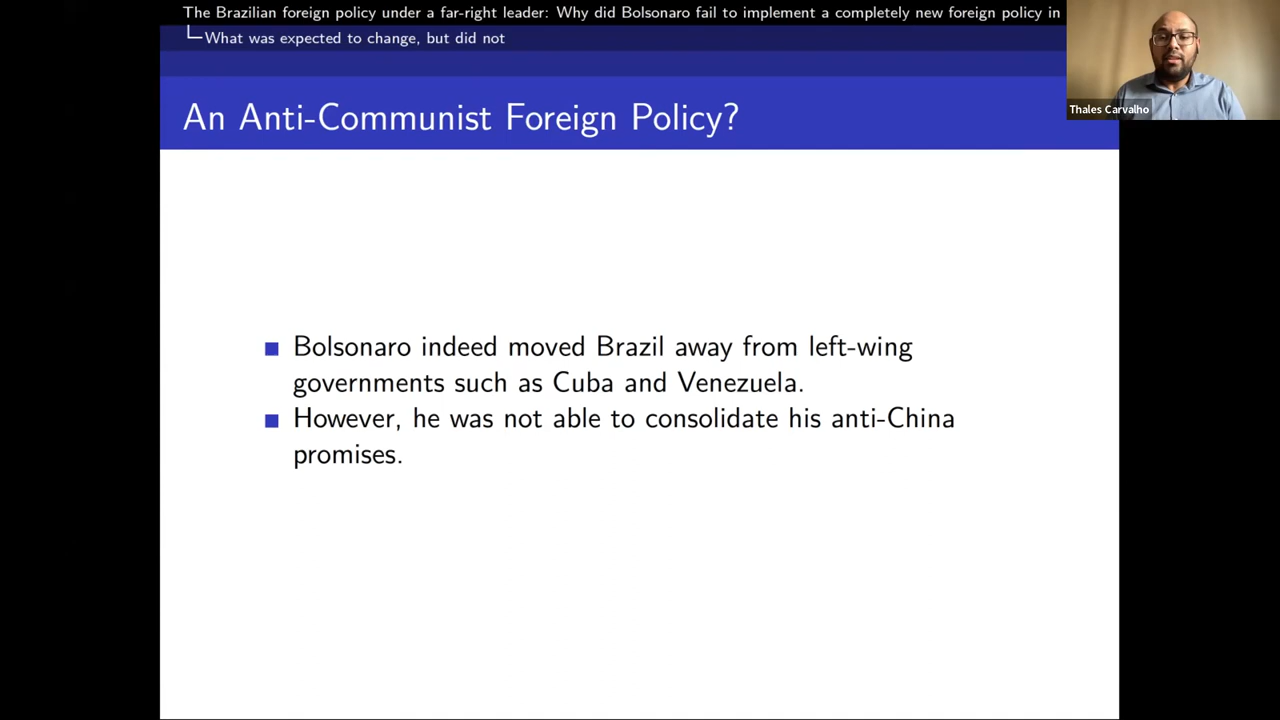 The Brazilian foreign policy under a far-right leader: Why did Bolsonaro fail to implement a completely new foreign policy in
What was expected to change, but did not
An Anti-Communist Foreign Policy?
Thales Carvalho
Bolsonaro indeed moved Brazil away from left-wing
governments such as Cuba and Venezuela.
However, he was not able to consolidate his anti-China
promises.